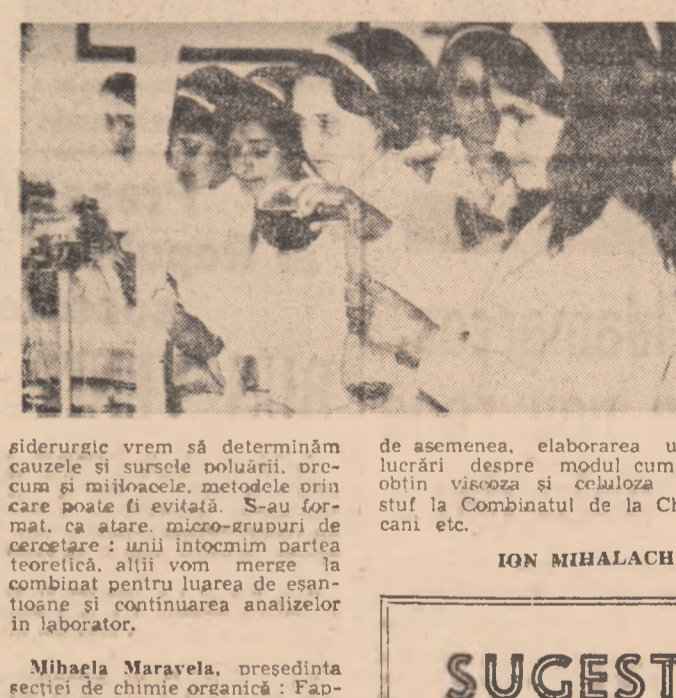 siderurgic vrem să determinăm
cauzele și sursele poluării, pre-
cum și mijloacele, metodele prin
care poate fi evitată. S-au for-
mat, ca atare, micro-grupuri de
cercetare : unii întocmim partea
teoretică, alții vom merge la
combinat pentru luarea de eșan-
tioane și continuarea analizelor
în laborator.
Mihaela Maravela, președinta
secției de chimie organică : Fap-
de asemenea, elaborarea u
lucrări despre modul cum
obțin viscoza și celuloza
stuf la Combinatul de la Ch
cani etc.
ION MIHALACH
SUGEST